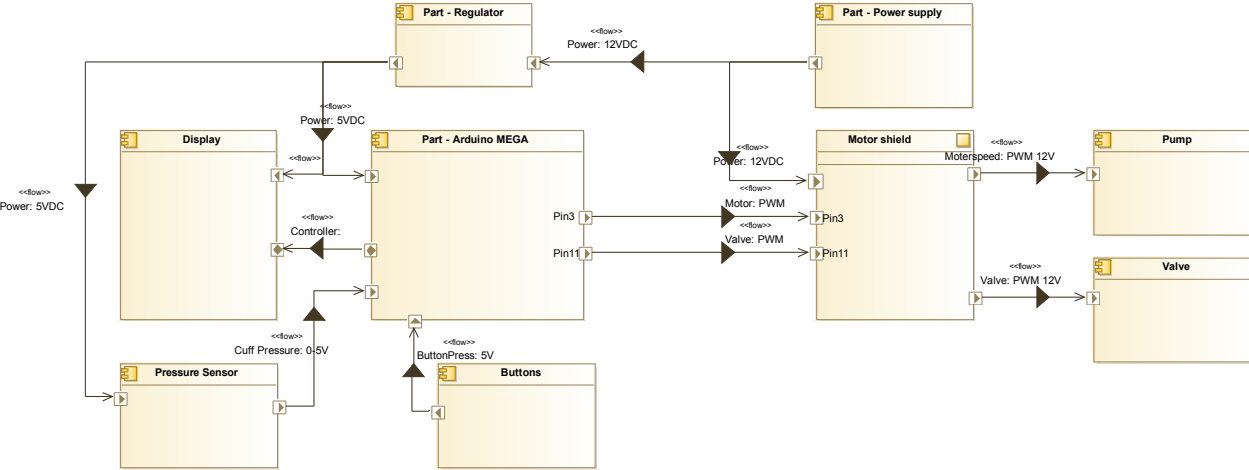 Part - Regulator
Part - Power supply
<<flow>>
Power: 12VDC
<<flow>>
Power: 5VDC
Display
Part - Arduino MEGA
Motor shield
Pump
<<flow>>
<<flow>>
Power: 12VDC
<<flow>>
Moterspeed: PWM 12V
<<flow>>
Power: 5VDC
<<flow>>
Motor: PWM
Pin3
Pin3
<<flow>>
Controller:
<<flow>>
Valve: PWM
Pin11
Pin11
Valve
<<flow>>
Valve: PWM 12V
<<flow>>
Cuff Pressure: 0-5V
<<flow>>
ButtonPress: 5V
Pressure Sensor
Buttons